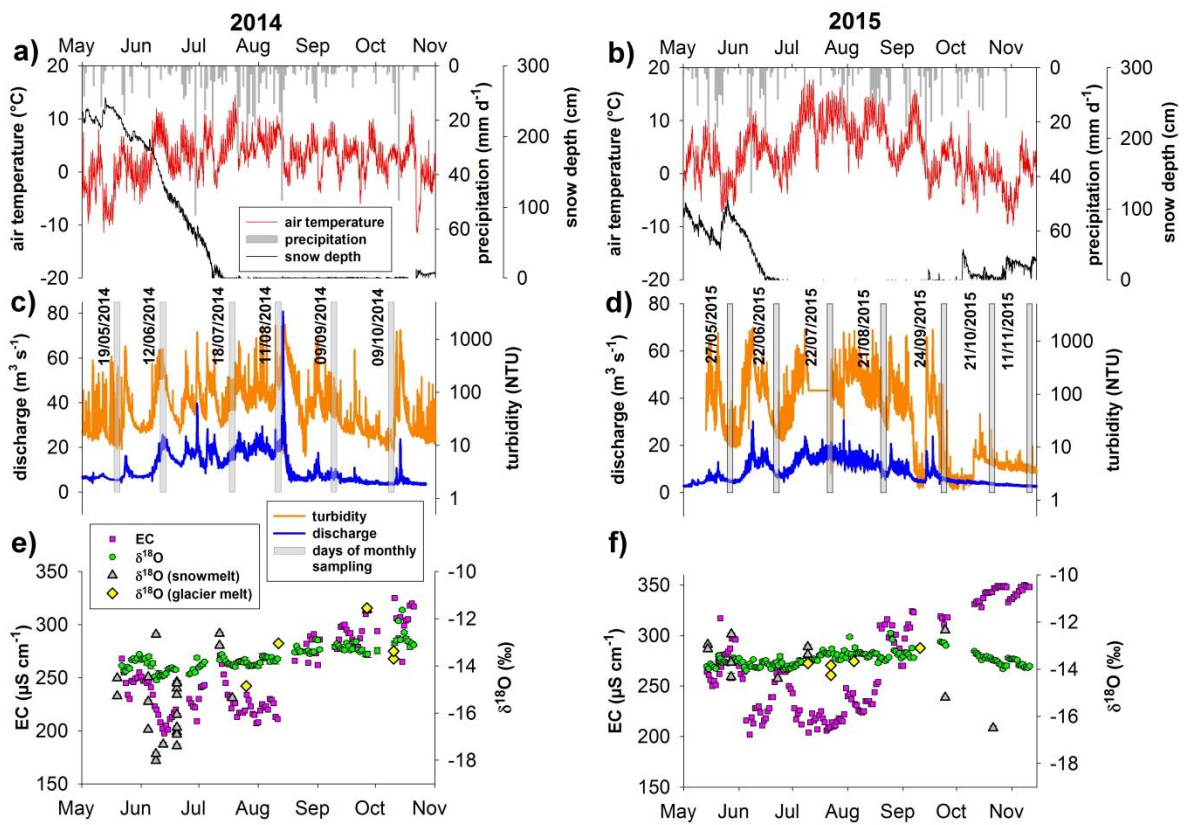 2014
2015
a)
May Jun Jul Aug Sep Oct Nov
b)
May Jun Jul Aug Sep Oct
20 10 0 -10 -20
air temperature (°C)
0 20 40 60
precipitation (mm d⁻¹)
300 200 100 0
snow depth (cm)
air temperature
precipitation
snow depth
20 10 0 -10 -20
air temperature (°C)
0 20 40 60
precipitation (mm d⁻¹)
300 200 100 0
snow depth (cm)
c)
80 60 40 20 0
discharge (m³ s⁻¹)
19/05/2014
12/06/2014
18/07/2014
11/08/2014
09/09/2014
09/10/2014
1000 100 10 1
turbidity (NTU)
d)
80 60 40 20 0
discharge (m³ s⁻¹)
27/05/2015
22/06/2015
22/07/2015
21/08/2015
24/09/2015
21/10/2015
11/11/2015
1000 100 10 1
turbidity (NTU)
turbidity
discharge
days of monthly
sampling
e)
EC
δ¹⁸O
δ¹⁸O (snowmelt)
δ¹⁸O (glacier melt)
350 300 250 200 150
EC (µS cm⁻¹)
-10 -12 -14 -16 -18
δ¹⁸O (‰)
May Jun Jul Aug Sep Oct Nov
f)
350 300 250 200 150
EC (µS cm⁻¹)
-10 -12 -14 -16 -18
δ¹⁸O (‰)
May Jun Jul Aug Sep Oct Nov